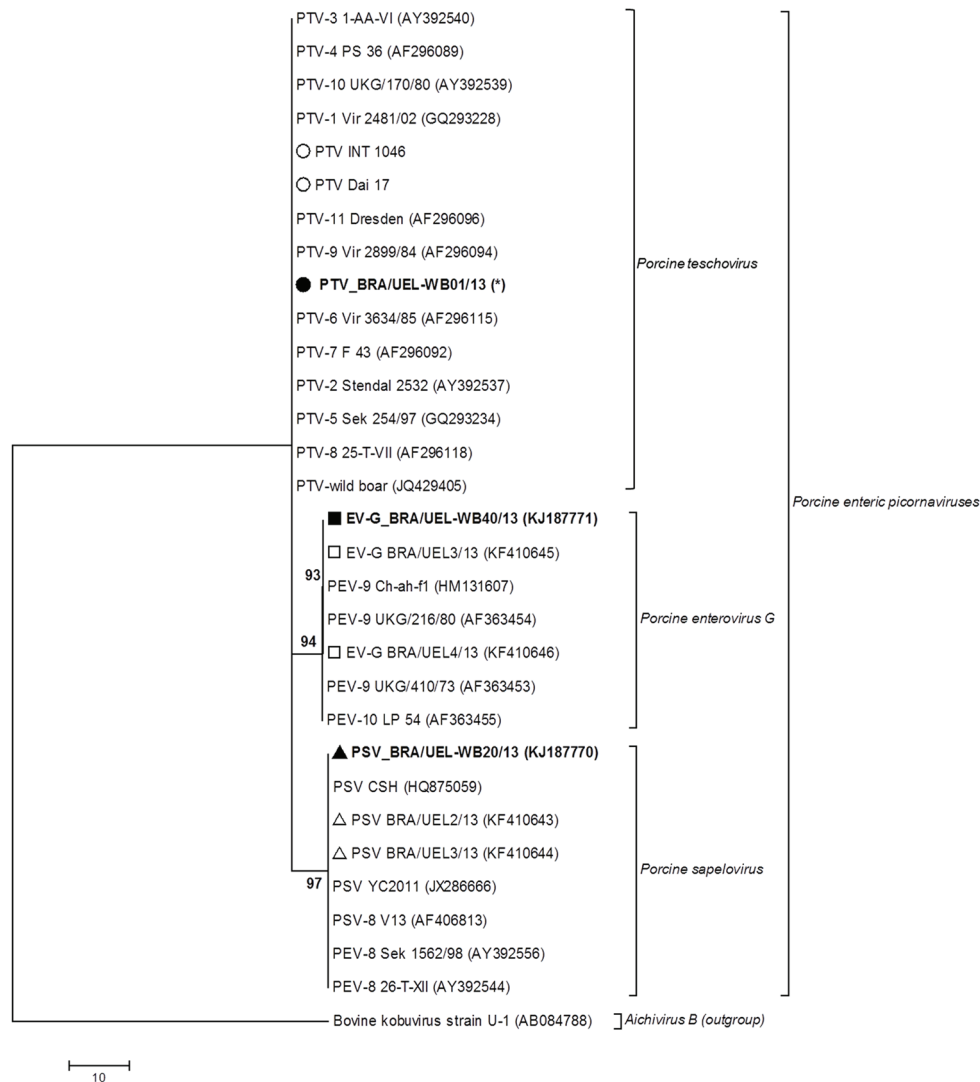 PTV-3 1-AA-VI (AY392540)
PTV-4 PS 36 (AF296089)
PTV-10 UKG/170/80 (AY392539)
PTV-1 Vir 2481/02 (GQ293228)
PTV INT 1046
PTV Dai 17
PTV-11 Dresden (AF296096)
PTV-9 Vir 2899/84 (AF296094)
PTV_BRA/UEL-WB01/13 (*)
PTV-6 Vir 3634/85 (AF296115)
PTV-7 F 43 (AF296092)
PTV-2 Stendal 2532 (AY392537)
PTV-5 Sek 254/97 (GQ293234)
PTV-8 25-T-VII (AF296118)
PTV-wild boar (JQ429405)
Porcine teschovirus
EV-G_BRA/UEL-WB40/13 (KJ187771)
EV-G BRA/UEL3/13 (KF410645)
PEV-9 Ch-ah-f1 (HM131607)
PEV-9 UKG/216/80 (AF363454)
EV-G BRA/UEL4/13 (KF410646)
PEV-9 UKG/410/73 (AF363453)
PEV-10 LP 54 (AF363455)
93
94
Porcine enterovirus G
PSV_BRA/UEL-WB20/13 (KJ187770)
PSV CSH (HQ875059)
PSV BRA/UEL2/13 (KF410643)
PSV BRA/UEL3/13 (KF410644)
PSV YC2011 (JX286666)
PSV-8 V13 (AF406813)
PEV-8 Sek 1562/98 (AY392556)
PEV-8 26-T-XII (AY392544)
97
Porcine sapelovirus
Porcine enteric picornaviruses
Bovine kobuvirus strain U-1 (AB084788)
Aichivirus B (outgroup)
10